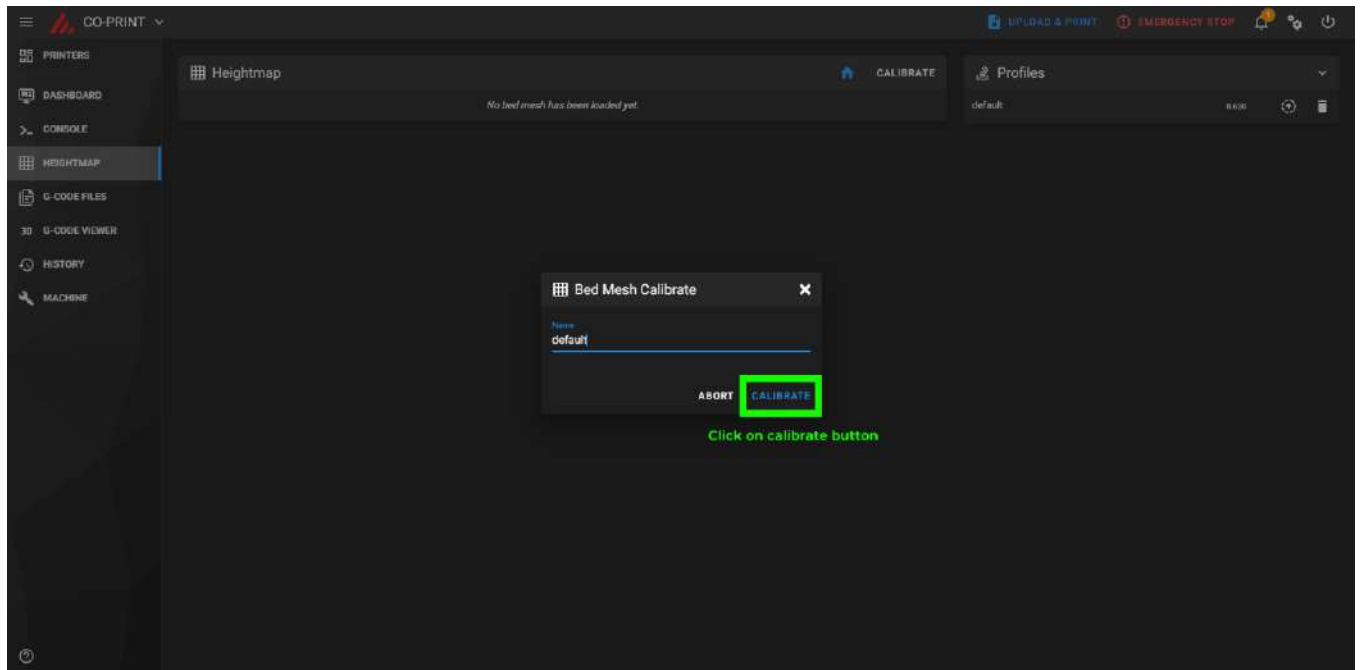 CO-PRINT
UPLOAD & PRINT
EMERGENCY STOP
PRINTERS
DASHBOARD
CONSOLE
HEIGHTMAP
G-CODE FILES
3D G-CODE VIEWER
HISTORY
MACHINE
Heightmap
CALIBRATE
No bed mesh has been loaded yet.
Profiles
default
Bed Mesh Calibrate
Name
default
ABORT
CALIBRATE
Click on calibrate button